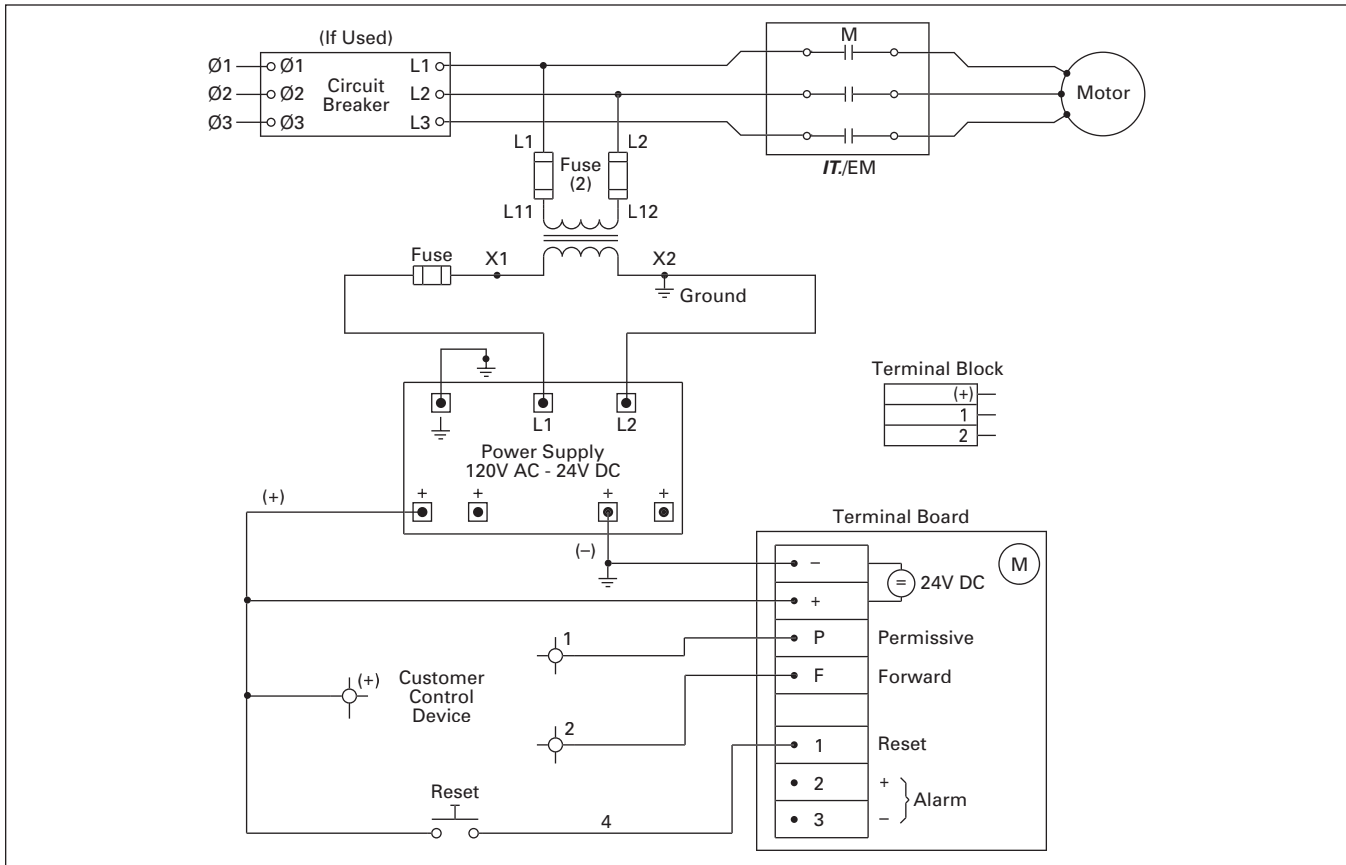 (If Used)
Ø1 Ø1 L1
Ø2 Ø2 L2
Ø3 Ø3 L3
Circuit
Breaker
M
IT./EM
Motor
L1 L2
Fuse
(2)
L11 L12
Fuse X1 X2
Ground
L1 L2
Power Supply
120V AC - 24V DC
+ + + +
(+)
(–)
Terminal Block
(+)
1
2
Terminal Board
M
– 
= 24V DC
+
P Permissive
F Forward
1 Reset
2 +
Alarm
3 –
1
(+) Customer
Control
Device
2
Reset
4